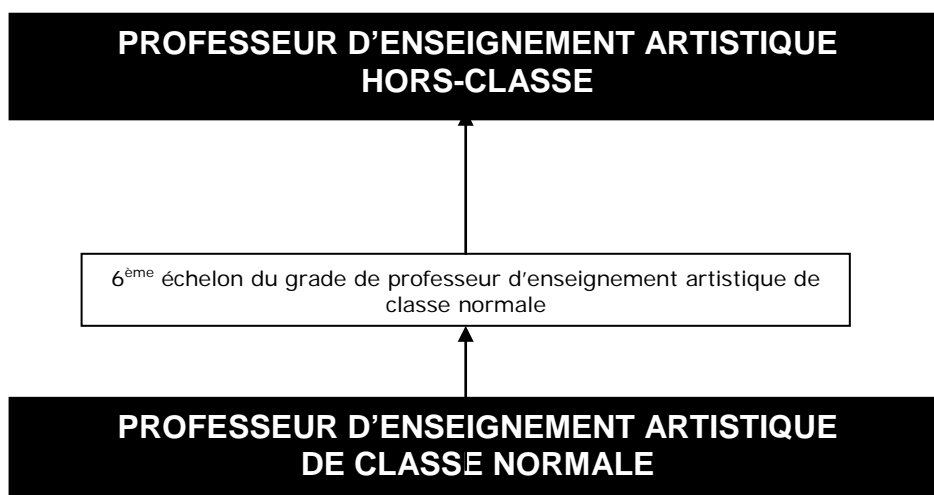 PROFESSEUR D’ENSEIGNEMENT ARTISTIQUE
HORS-CLASSE
6ème échelon du grade de professeur d'enseignement artistique de
classe normale
PROFESSEUR D’ENSEIGNEMENT ARTISTIQUE
DE CLASSE NORMALE